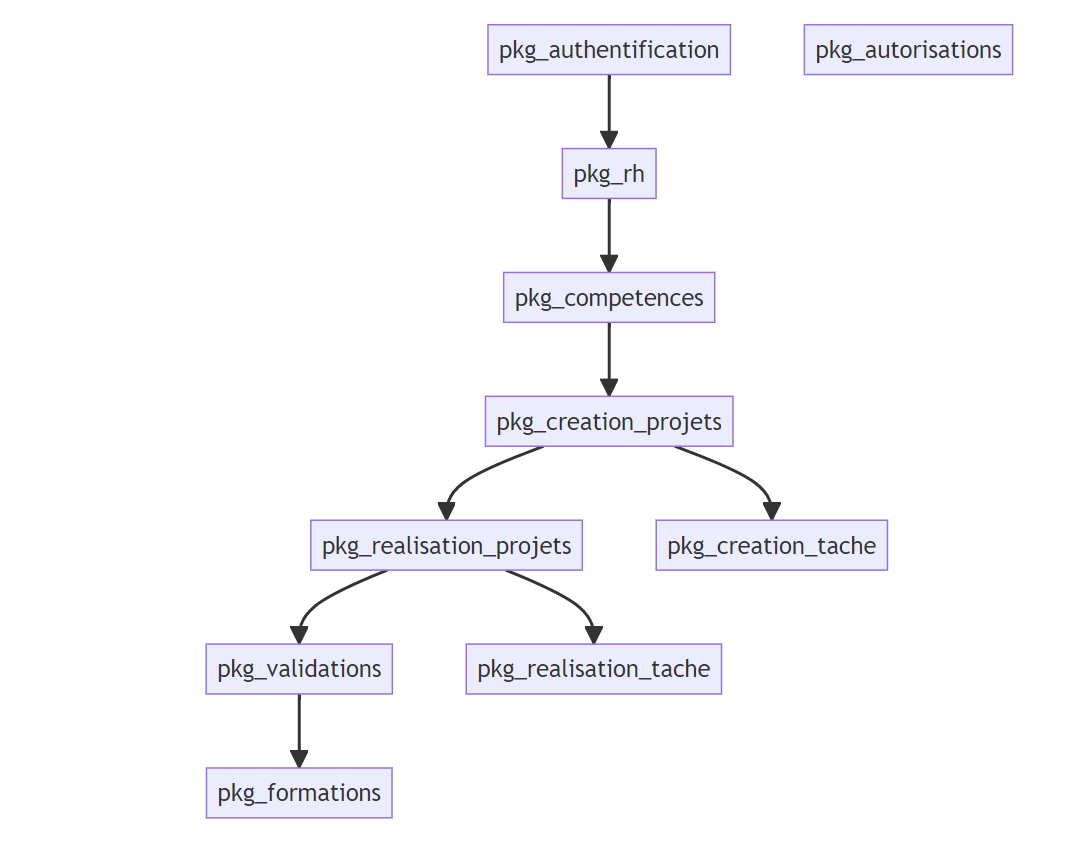 pkg_authentification
pkg_autorisations
pkg_rh
pkg_competences
pkg_creation_projets
pkg_realisation_projets
pkg_creation_tache
pkg_validations
pkg_realisation_tache
pkg_formations